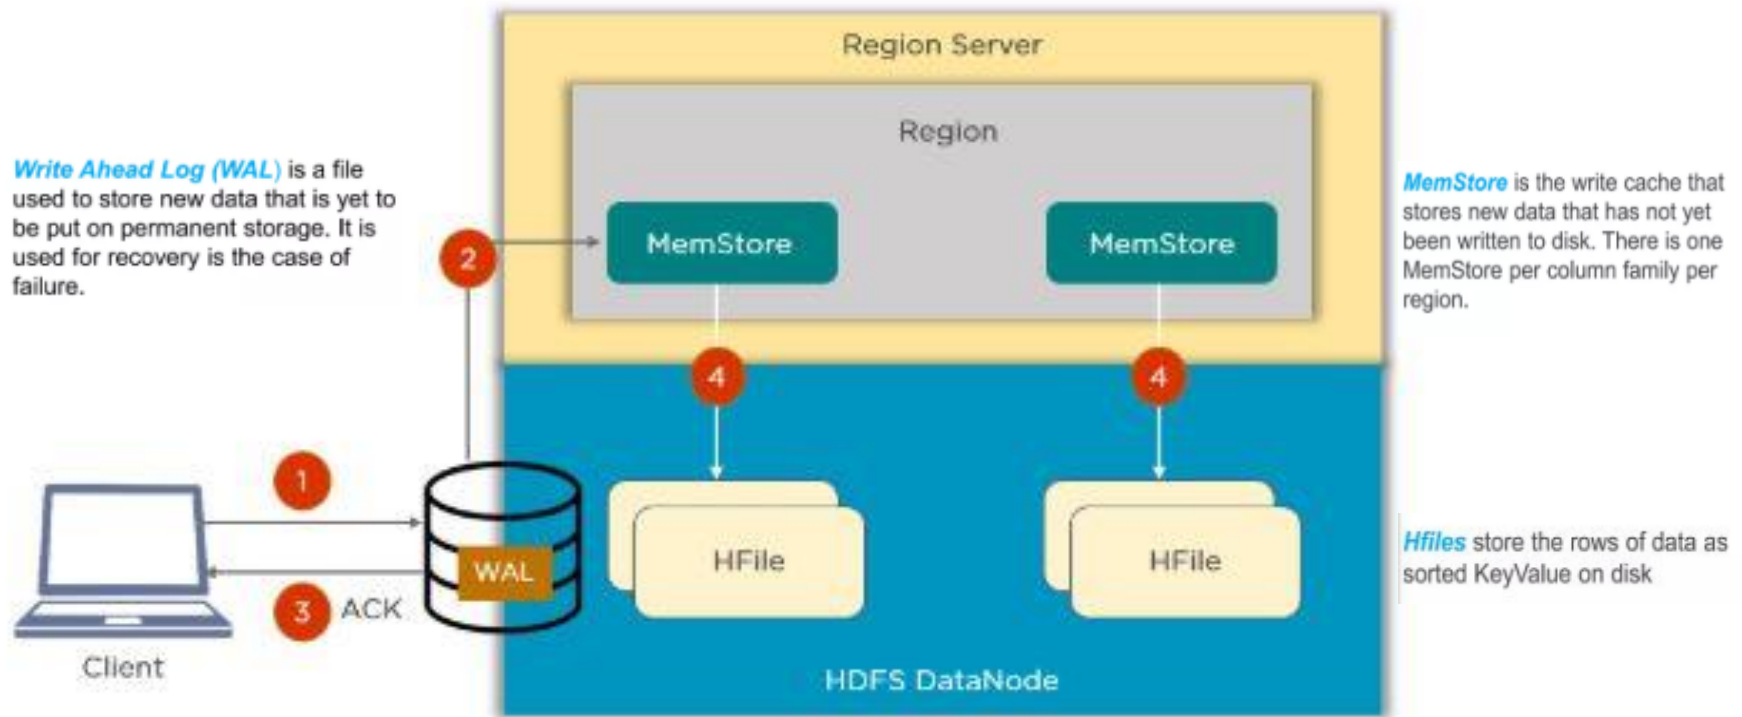 Region Server
Region
Write Ahead Log (WAL) is a file
used to store new data that is yet to
be put on permanent storage. It is
used for recovery is the case of
failure.
MemStore is the write cache that
stores new data that has not yet
been written to disk. There is one
MemStore per column family per
region.
2
MemStore
MemStore
4
4
1
WAL
3
ACK
Client
HFile
HFile
Hfiles store the rows of data as
sorted KeyValue on disk
HDFS DataNode